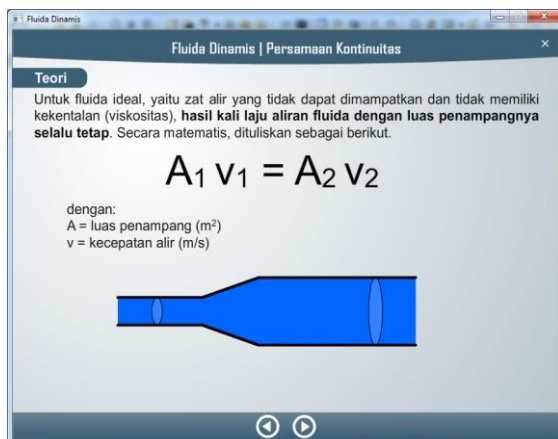 Fluida Dinamis
Fluida Dinamis | Persamaan Kontinuitas
Teori
Untuk fluida ideal, yaitu zat alir yang tidak dapat dimampatkan dan tidak memiliki
kekentalan (viskositas), hasil kali laju aliran fluida dengan luas penampangnya
selalu tetap. Secara matematis, dituliskan sebagai berikut.
A₁ v₁ = A₂ v₂
dengan:
A = luas penampang (m²)
v = kecepatan alir (m/s)